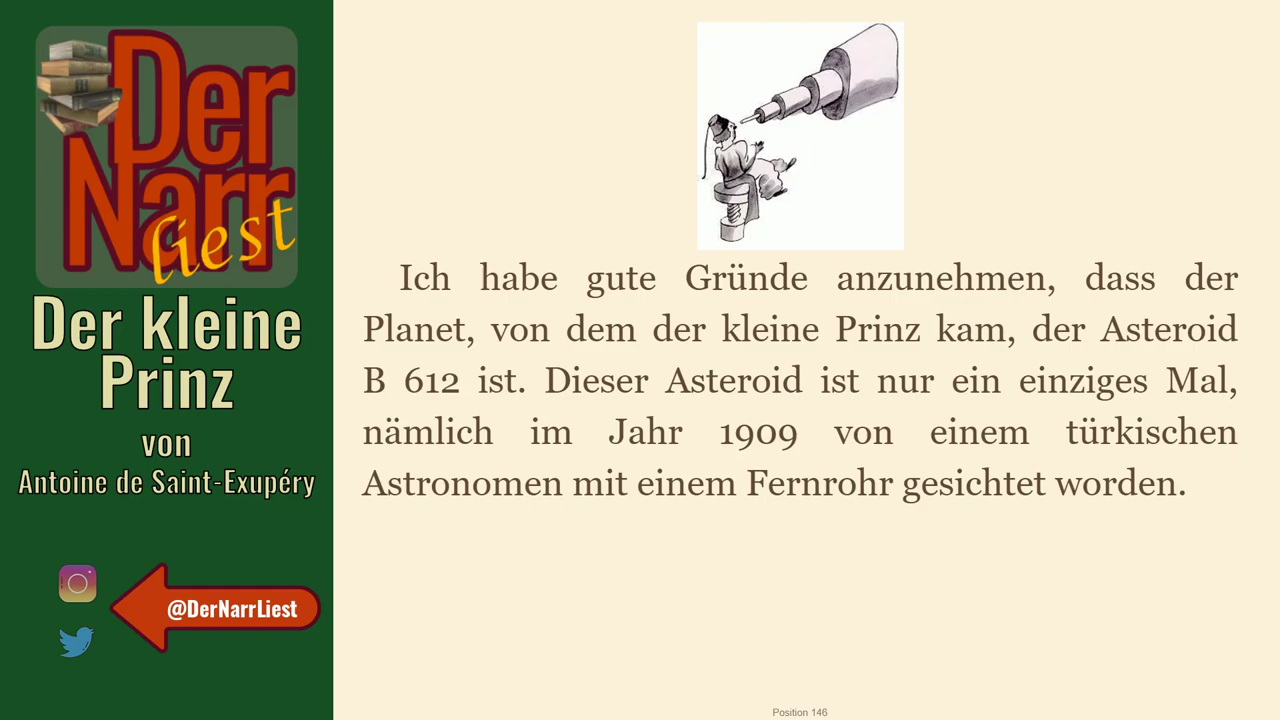 Der
Narr
liest
Der kleine
Prinz
von
Antoine de Saint-Exupéry
@DerNarrLiest
Ich habe gute Gründe anzunehmen, dass der
Planet, von dem der kleine Prinz kam, der Asteroid
B 612 ist. Dieser Asteroid ist nur ein einziges Mal,
nämlich im Jahr 1909 von einem türkischen
Astronomen mit einem Fernrohr gesichtet worden.
Position 146